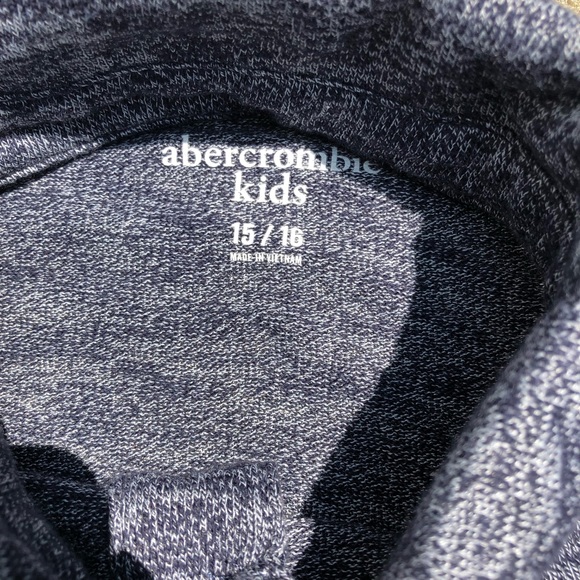 abercrombie
kids
15 / 16
MADE IN VIETNAM